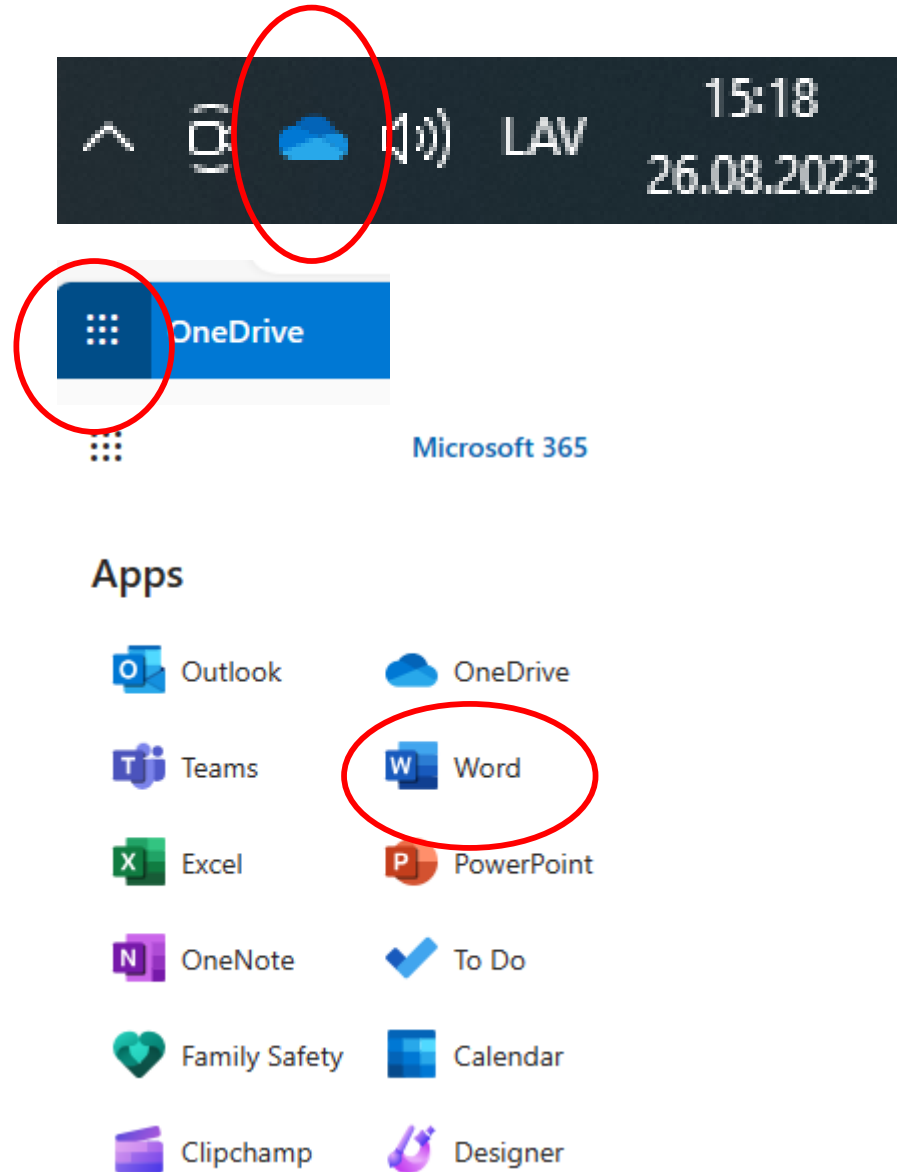 15:18
LAV
26.08.2023
OneDrive
Microsoft 365
Apps
Outlook OneDrive
Teams Word
Excel PowerPoint
OneNote To Do
Family Safety Calendar
Clipchamp Designer